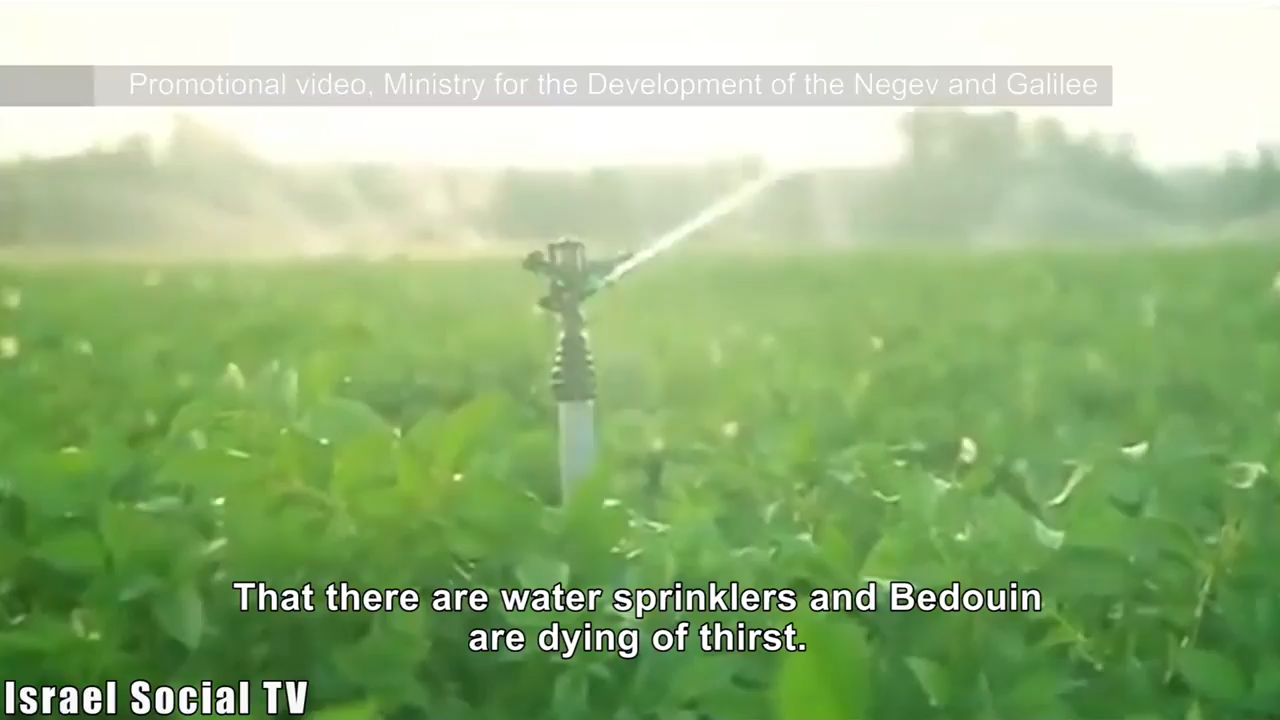 Promotional video, Ministry for the Development of the Negev and Galilee
That there are water sprinklers and Bedouin
are dying of thirst.
Israel Social TV